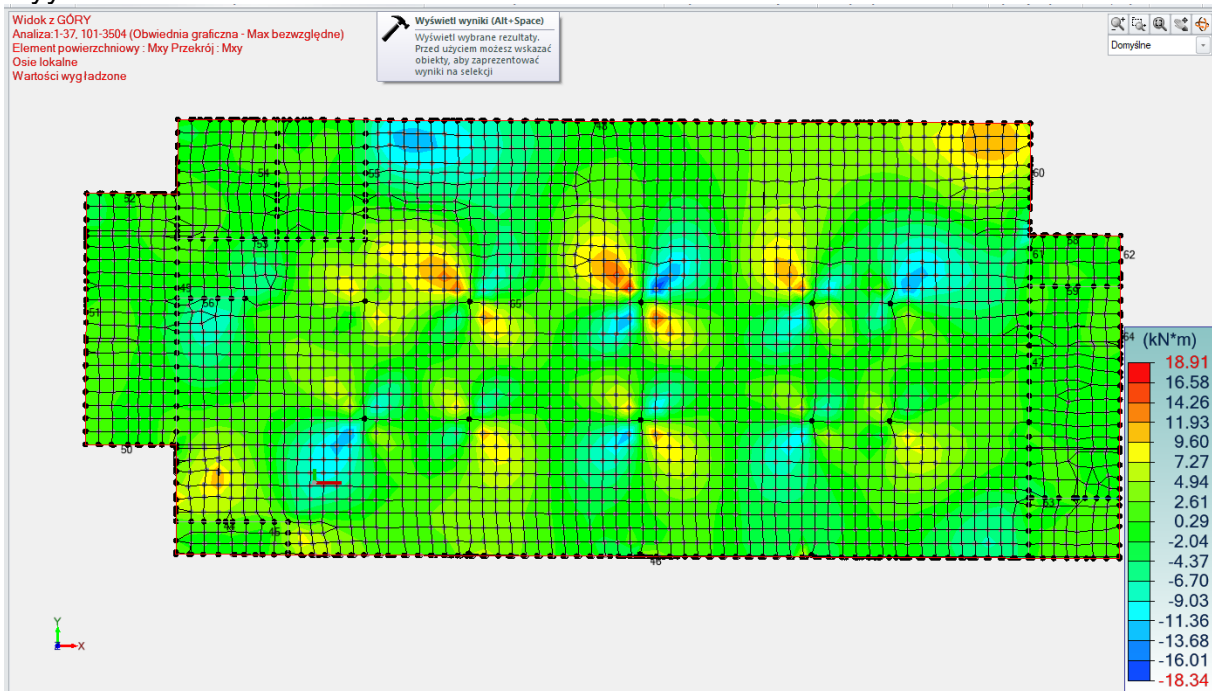 Widok z GÓRY
Analiza:1-37, 101-3504 (Obwiednia graficzna - Max bezwzględne)
Element powierzchniowy : Mxy Przekrój : Mxy
Osie lokalne
Wartości wygładzone
Wyświetl wyniki (Alt+Space)
Wyświetl wybrane rezultaty.
Przed użyciem możesz wskazać
obiekty, aby zaprezentować
wyniki na selekcji
Domyślne
48
54
55
60
52
53
58
61
62
49
59
56
65
51
64
47
50
63
45
46
Y
X
(kN*m)
18.91
16.58
14.26
11.93
9.60
7.27
4.94
2.61
0.29
-2.04
-4.37
-6.70
-9.03
-11.36
-13.68
-16.01
-18.34